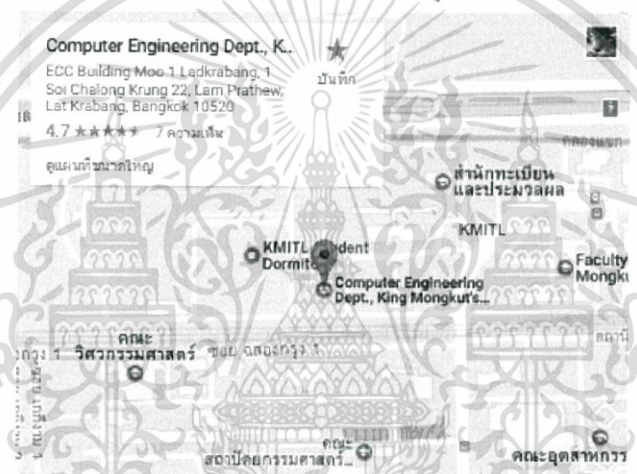 Computer Engineering Dept., K..
ECC Building Moo 1 Ladkrabang, 1
Soi Chalong Krung 22, Lam Prathew,
Lat Krabang, Bangkok 10520
4.7 ★★★★★ 7 ความเห็น
ดูแผนที่ขนาดใหญ่
บันทึก
สำนักทะเบียน
และประมวลผล
KMITL
KMITL
Dormito
Computer Engineering
Dept., King Mongkut's...
Faculty
Mongku
คณะ
วิศวกรรมศาสตร์
ซอย ฉลองกรุง 1
คณะ
สถาปัตยกรรมศาสตร์...
คณะอุตสาหกรร